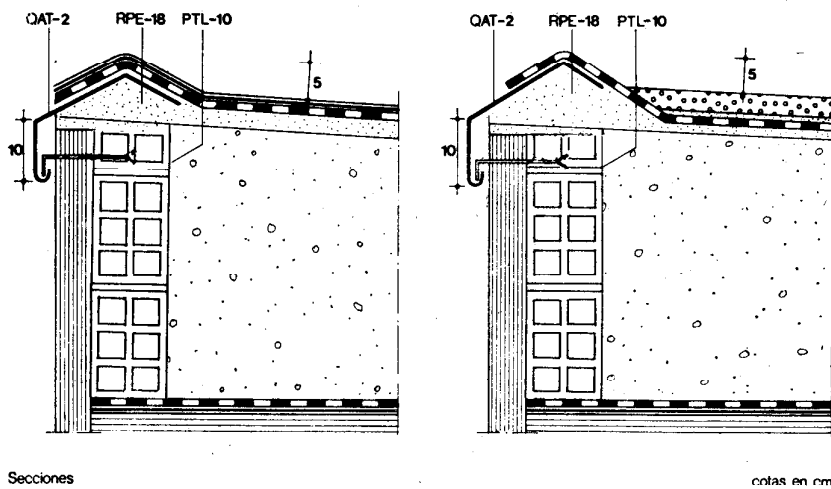 QAT-2 RPE-18 PTL-10
5
10
QAT-2 RPE-18 PTL-10
5
10
Secciones
cotas en cm